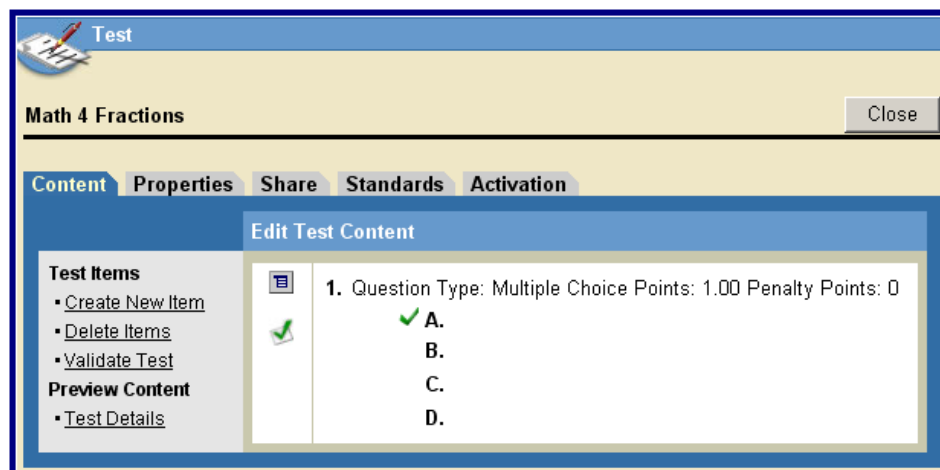 Test
Math 4 Fractions
Close
Content Properties Share Standards Activation
Edit Test Content
Test Items
▪ Create New Item
▪ Delete Items
▪ Validate Test
Preview Content
▪ Test Details
1. Question Type: Multiple Choice Points: 1.00 Penalty Points: 0
A.
B.
C.
D.